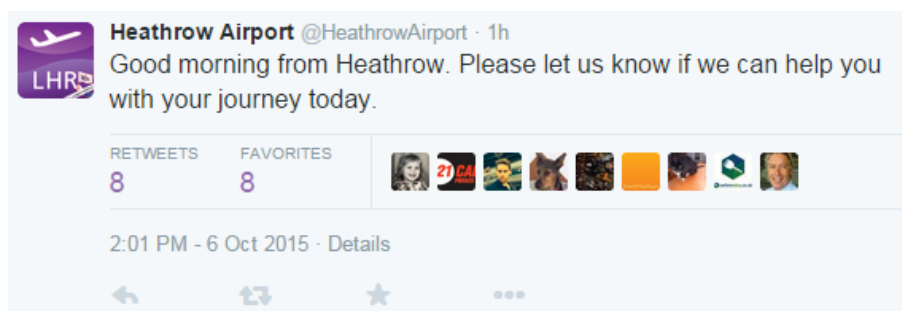 Heathrow Airport @HeathrowAirport · 1h
Good morning from Heathrow. Please let us know if we can help you
with your journey today.
LHR
RETWEETS FAVORITES
8 8
21
2:01 PM - 6 Oct 2015 · Details